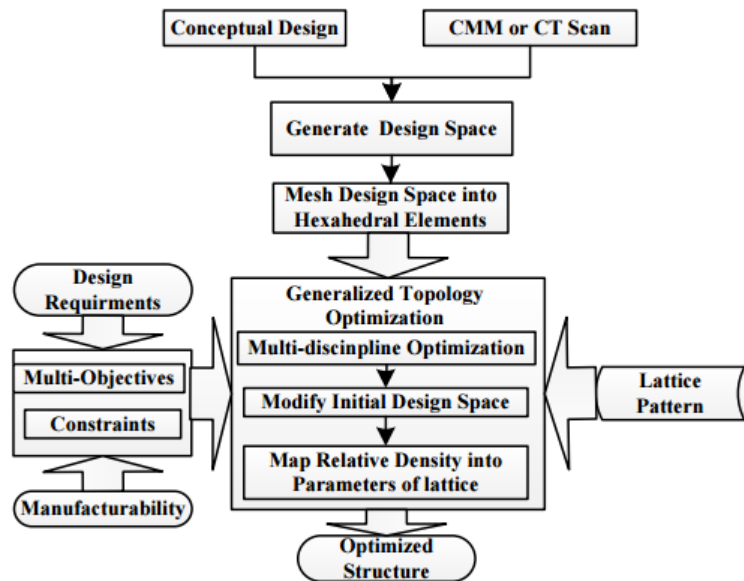 Conceptual Design
CMM or CT Scan
Generate Design Space
Mesh Design Space into
Hexahedral Elements
Design
Requirments
Generalized Topology
Optimization
Multi-discinpline Optimization
Multi-Objectives
Lattice
Pattern
Modify Initial Design Space
Constraints
Map Relative Density into
Parameters of lattice
Manufacturability
Optimized
Structure